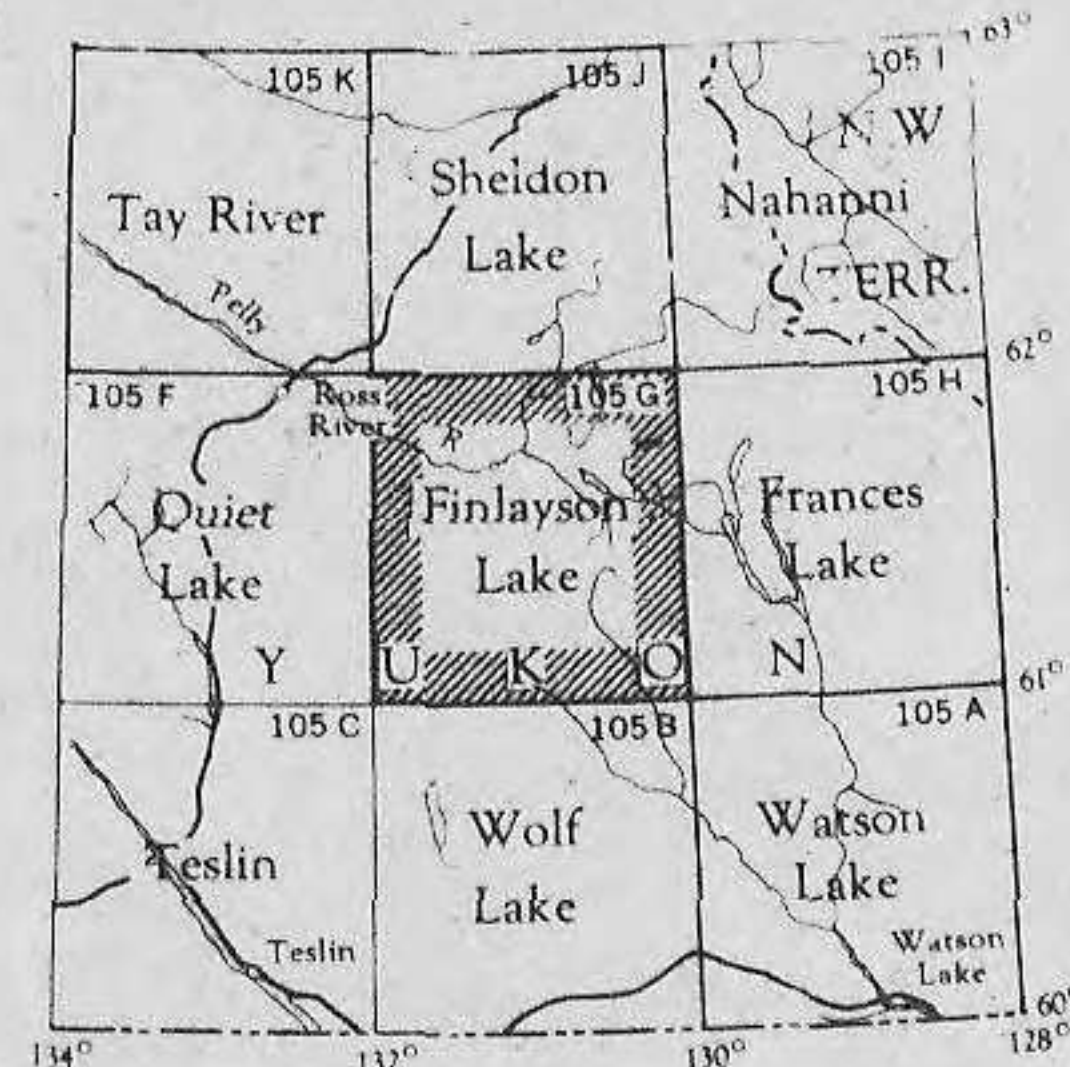 63°
105 K
105 J
105 I
N W
Sheldon
Lake
Tay River
Nahanni
TERR.
Pelly
62°
105 F
Ross
River
105 G
105 H
R
Quiet
Lake
Finlayson
Lake
Frances
Lake
Y U K O N
61°
105 C
105 B
105 A
Wolf
Lake
Watson
Lake
Teslin
Teslin
Watson
Lake
60°
134°
132°
130°
128°